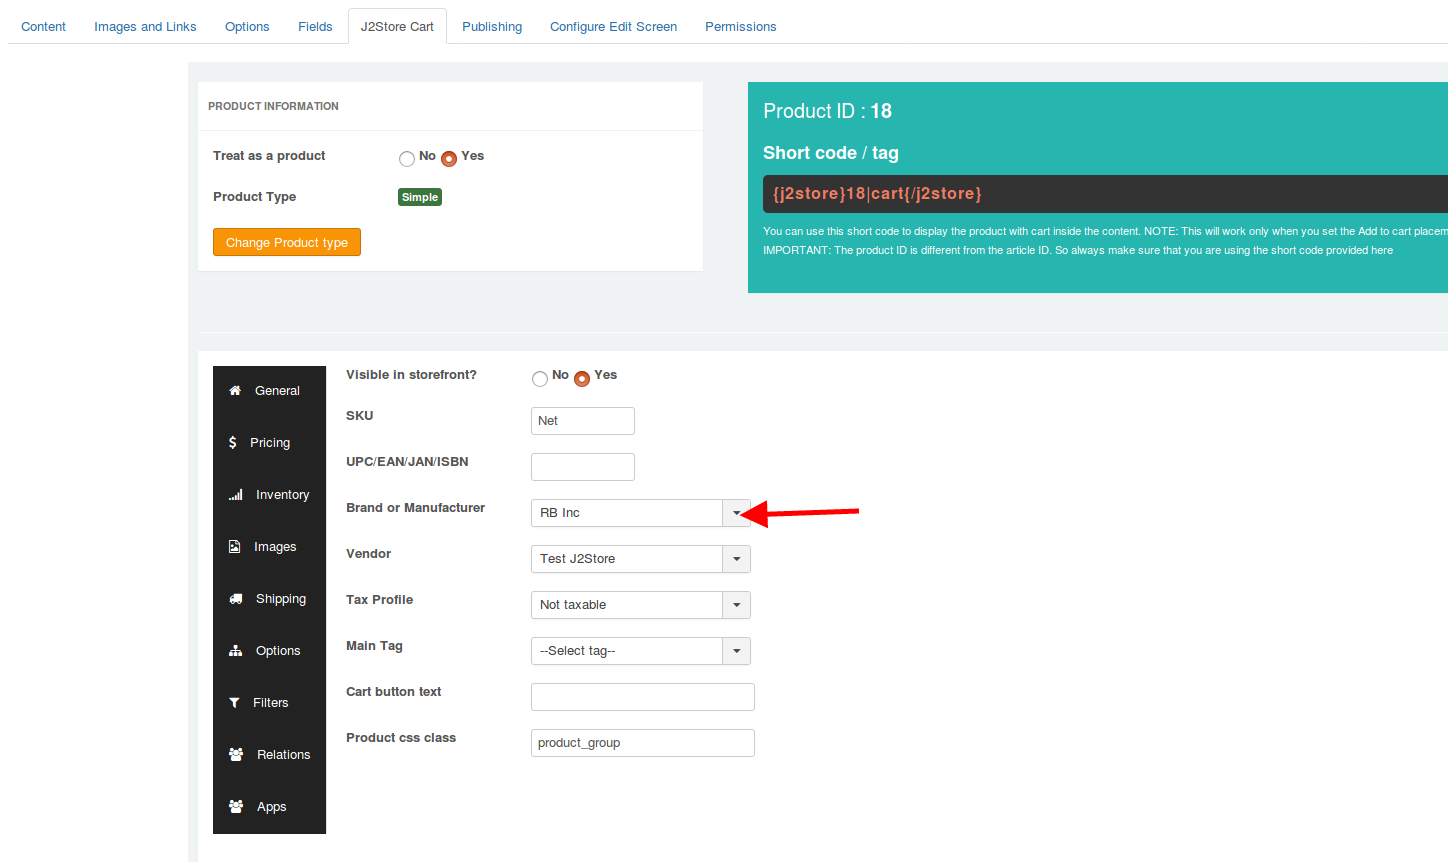 Content Images and Links Options Fields J2Store Cart Publishing Configure Edit Screen Permissions
PRODUCT INFORMATION
Treat as a product No Yes
Product Type Simple
Change Product type
Product ID : 18
Short code / tag
{j2store}18|cart{/j2store}
You can use this short code to display the product with cart inside the content. NOTE: This will work only when you set the Add to cart placem
IMPORTANT: The product ID is different from the article ID. So always make sure that you are using the short code provided here
General
Pricing
Inventory
Images
Shipping
Options
Filters
Relations
Apps
Visible in storefront? No Yes
SKU Net
UPC/EAN/JAN/ISBN
Brand or Manufacturer RB Inc
Vendor Test J2Store
Tax Profile Not taxable
Main Tag --Select tag--
Cart button text
Product css class product_group